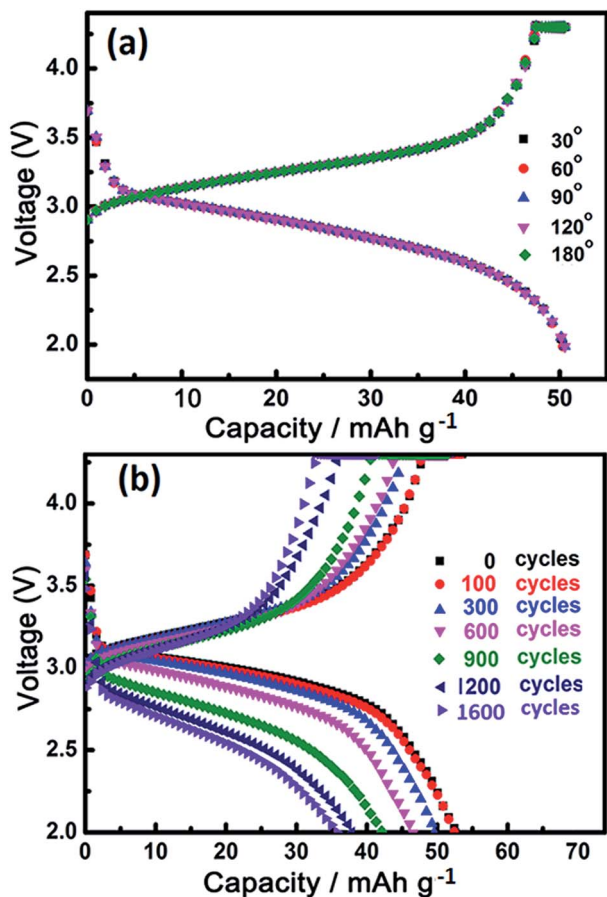 (a)
Voltage (V)
4.0
3.5
3.0
2.5
2.0
30°
60°
90°
120°
180°
0 10 20 30 40 50
Capacity / mAh g-1
(b)
Voltage (V)
4.0
3.5
3.0
2.5
2.0
0 cycles
100 cycles
300 cycles
600 cycles
900 cycles
1200 cycles
1600 cycles
0 10 20 30 40 50 60 70
Capacity / mAh g-1